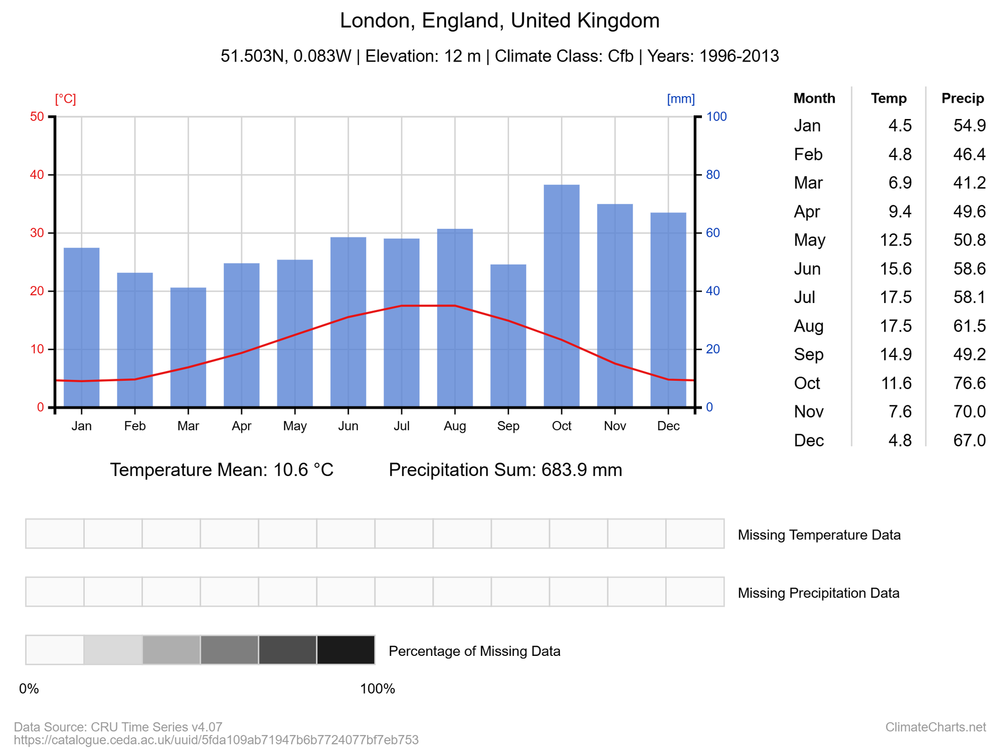 London, England, United Kingdom
51.503N, 0.083W | Elevation: 12 m | Climate Class: Cfb | Years: 1996-2013
[°C]
[mm]
50
40
30
20
10
0
100
80
60
40
20
0
Jan Feb Mar Apr May Jun Jul Aug Sep Oct Nov Dec
Month Temp Precip
Jan 4.5 54.9
Feb 4.8 46.4
Mar 6.9 41.2
Apr 9.4 49.6
May 12.5 50.8
Jun 15.6 58.6
Jul 17.5 58.1
Aug 17.5 61.5
Sep 14.9 49.2
Oct 11.6 76.6
Nov 7.6 70.0
Dec 4.8 67.0
Temperature Mean: 10.6 °C
Precipitation Sum: 683.9 mm
Missing Temperature Data
Missing Precipitation Data
Percentage of Missing Data
0% 100%
Data Source: CRU Time Series v4.07
https://catalogue.ceda.ac.uk/uuid/5fda109ab71947b6b7724077bf7eb753
ClimateCharts.net